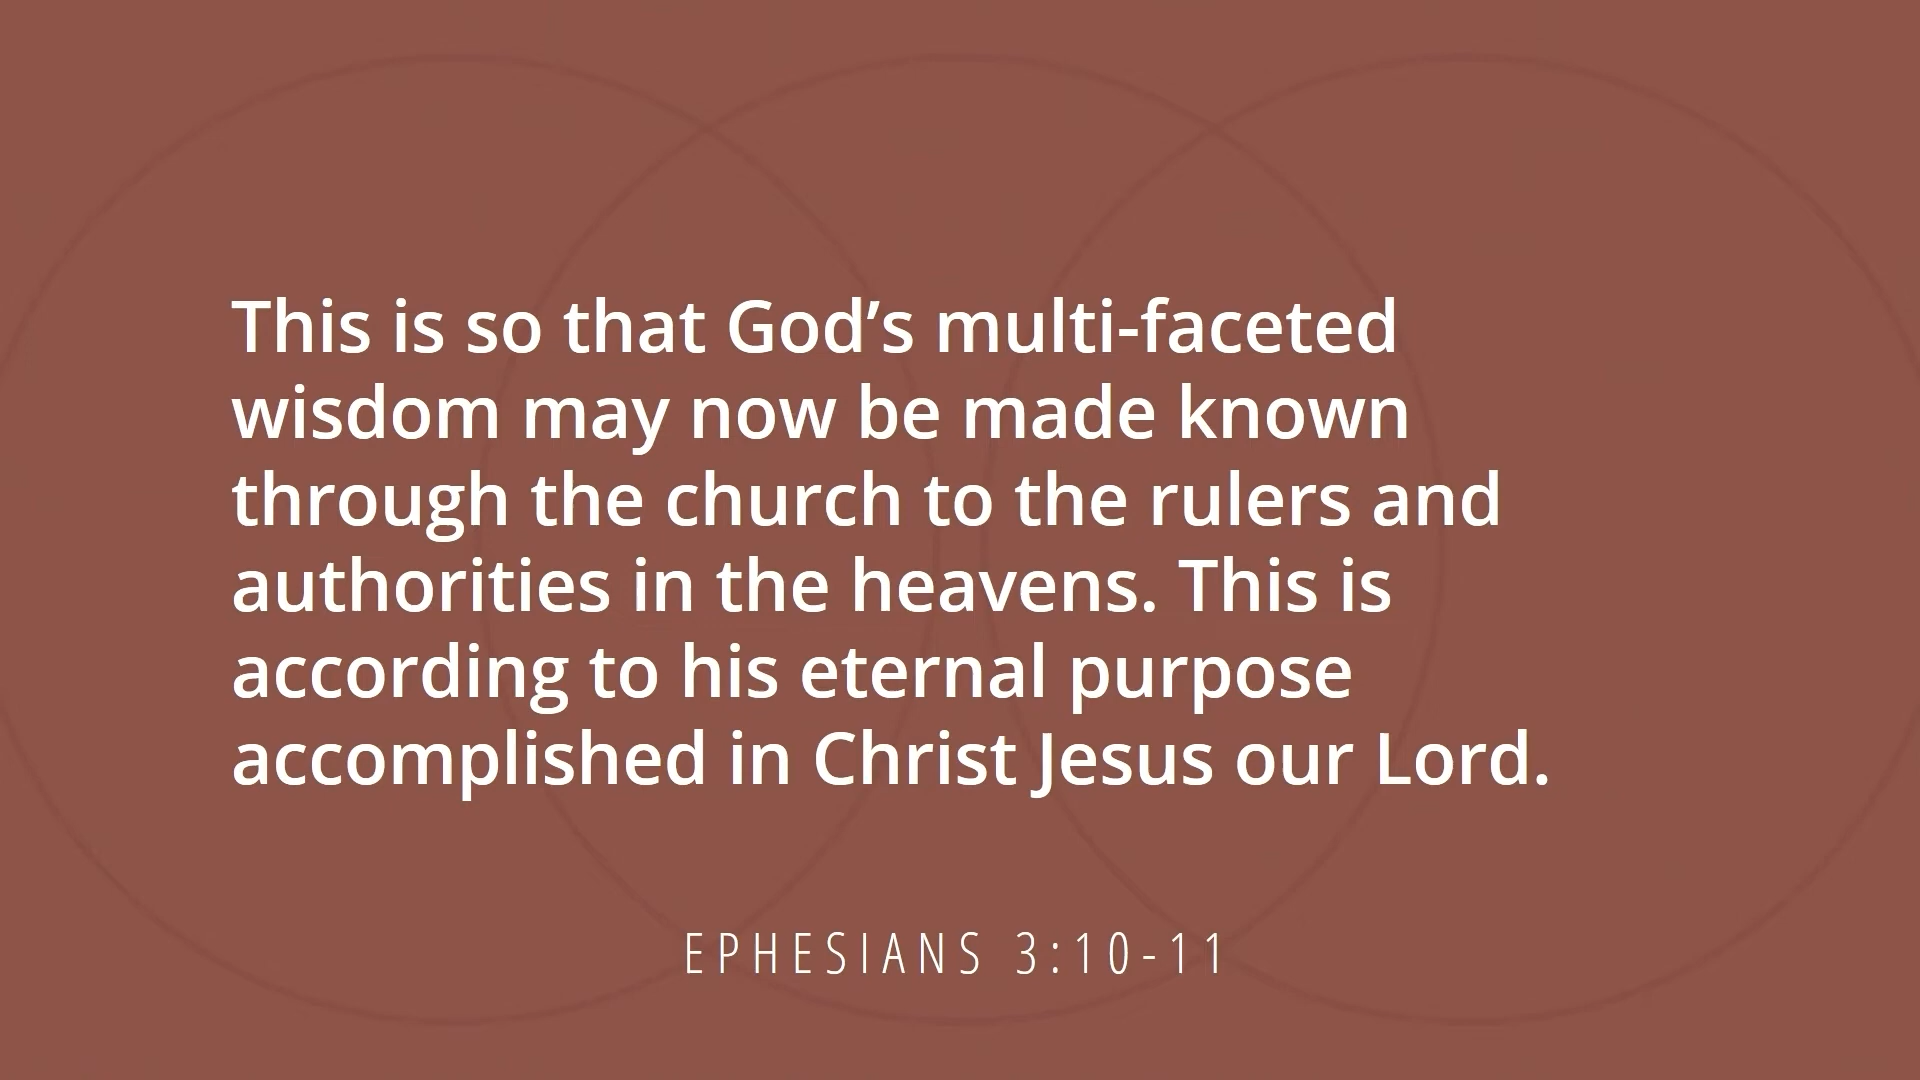 This is so that God’s multi-faceted
wisdom may now be made known
through the church to the rulers and
authorities in the heavens. This is
according to his eternal purpose
accomplished in Christ Jesus our Lord.
EPHESIANS 3:10-11